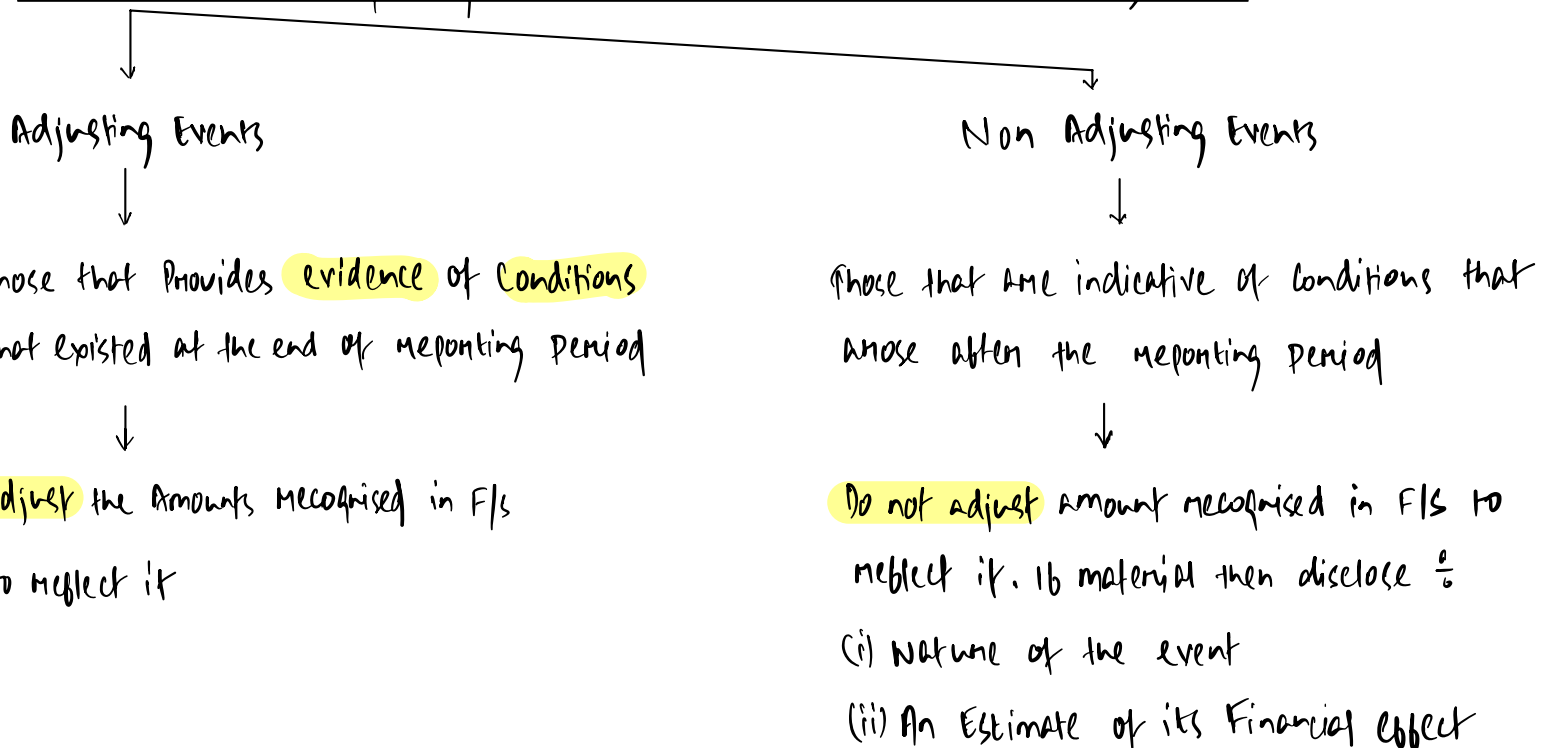 Adjusting Events
hose that Provides evidence of Conditions
hat existed at the end of reporting period
djust the Amounts recognised in F/s
o reflect it
Non Adjusting Events
Those that are indicative of Conditions that
arose after the reporting period
Do not adjust amount recognised in F/S to
reflect it. If material then disclose
(i) Nature of the event
(ii) An Estimate of its Financial effect